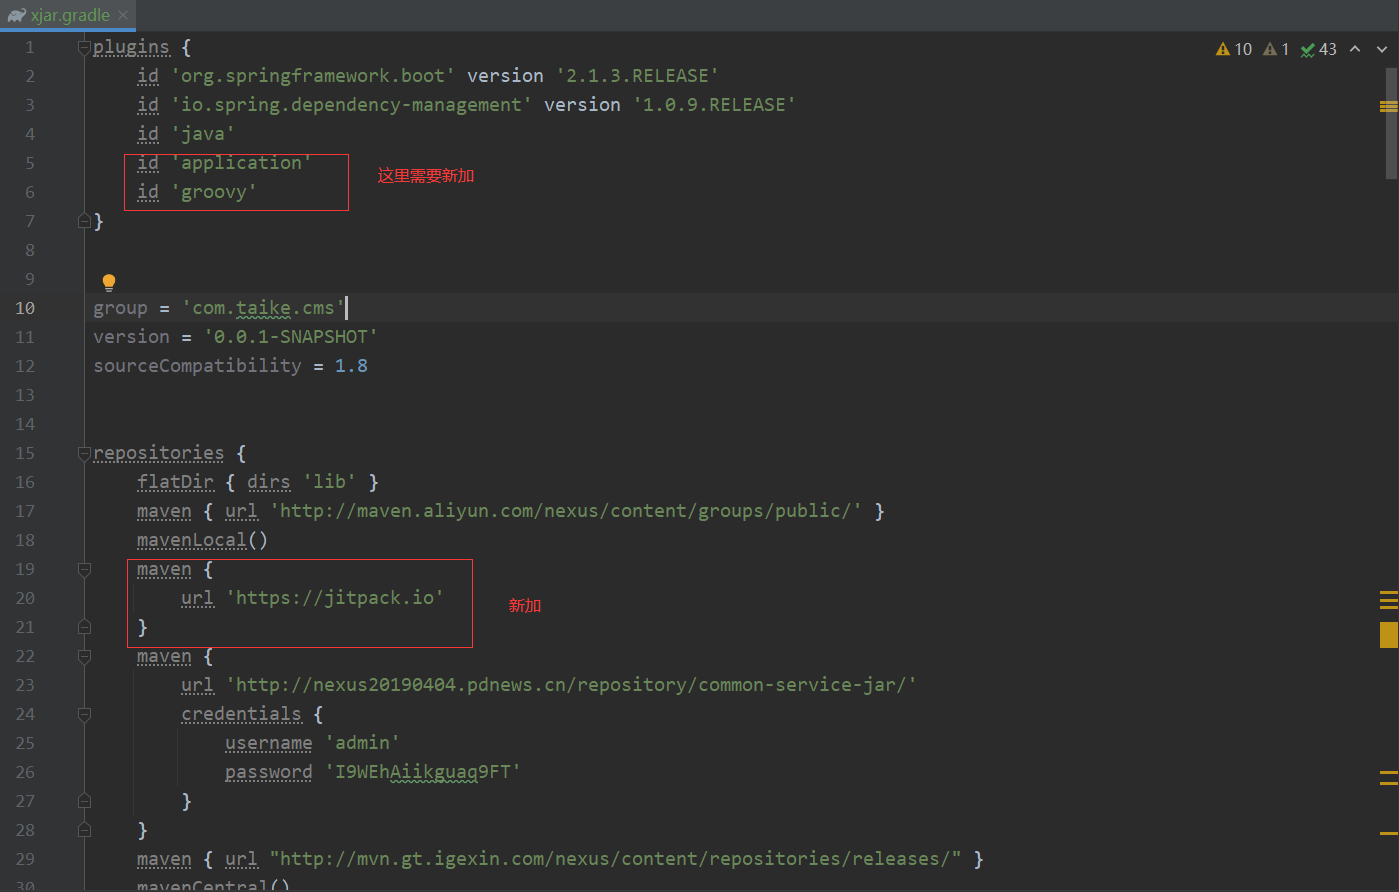 xjar.gradle
10 1 43
1 plugins {
2 id 'org.springframework.boot' version '2.1.3.RELEASE'
3 id 'io.spring.dependency-management' version '1.0.9.RELEASE'
4 id 'java'
5 id 'application' 这里需要新加
6 id 'groovy'
7 }
8
9
10 group = 'com.taike.cms'
11 version = '0.0.1-SNAPSHOT'
12 sourceCompatibility = 1.8
13
14
15 repositories {
16 flatDir { dirs 'lib' }
17 maven { url 'http://maven.aliyun.com/nexus/content/groups/public/' }
18 mavenLocal()
19 maven {
20 url 'https://jitpack.io' 新加
21 }
22 maven {
23 url 'http://nexus20190404.pdnews.cn/repository/common-service-jar/'
24 credentials {
25 username 'admin'
26 password 'I9WEhAiikguaq9FT'
27 }
28 }
29 maven { url "http://mvn.gt.igexin.com/nexus/content/repositories/releases/" }
30 mavenCentral()